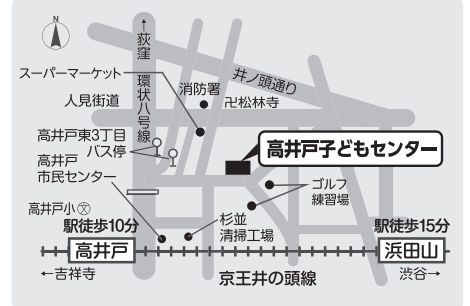 N
↑荻窪
環状八号線
井ノ頭通り
スーパーマーケット
消防署
人見街道
卍松林寺
高井戸東3丁目
バス停
高井戸子どもセンター
高井戸
市民センター
ゴルフ
練習場
高井戸小㊫
杉並
清掃工場
駅徒歩10分
高井戸
駅徒歩15分
浜田山
←吉祥寺
京王井の頭線
渋谷→